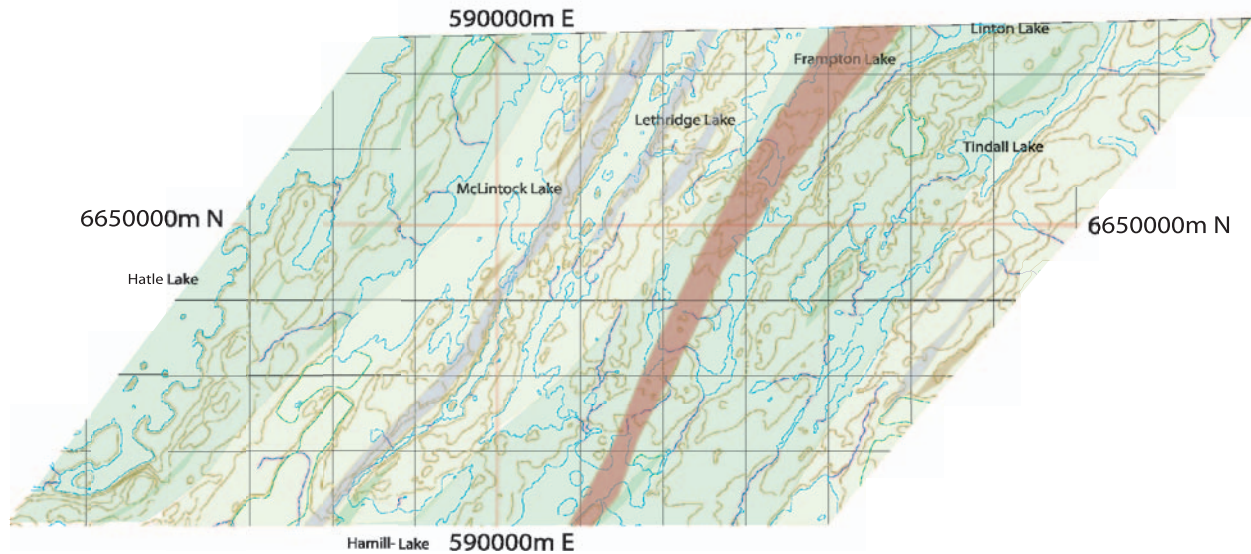 590000m E
Linton Lake
Frampton Lake
Lethridge Lake
Tindall Lake
McLintock Lake
6650000m N
6650000m N
Hatle Lake
Hamill- Lake
590000m E